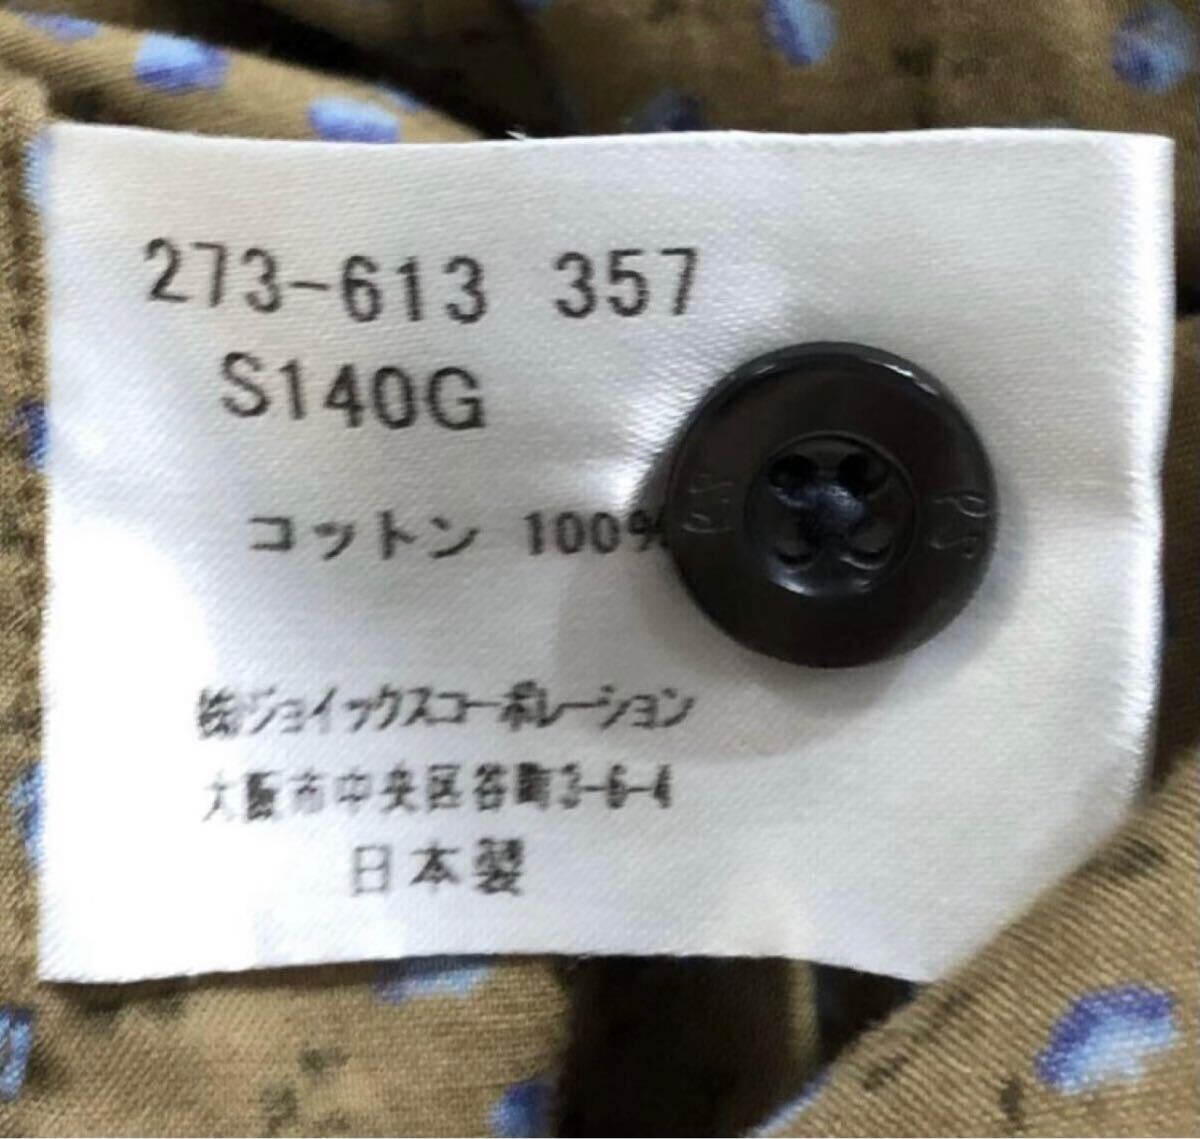 273-613 357
S140G
コットン 100%
㈱ジョイックスコーポレーション
大阪市中央区谷町3-6-4
日本製
PS
PS